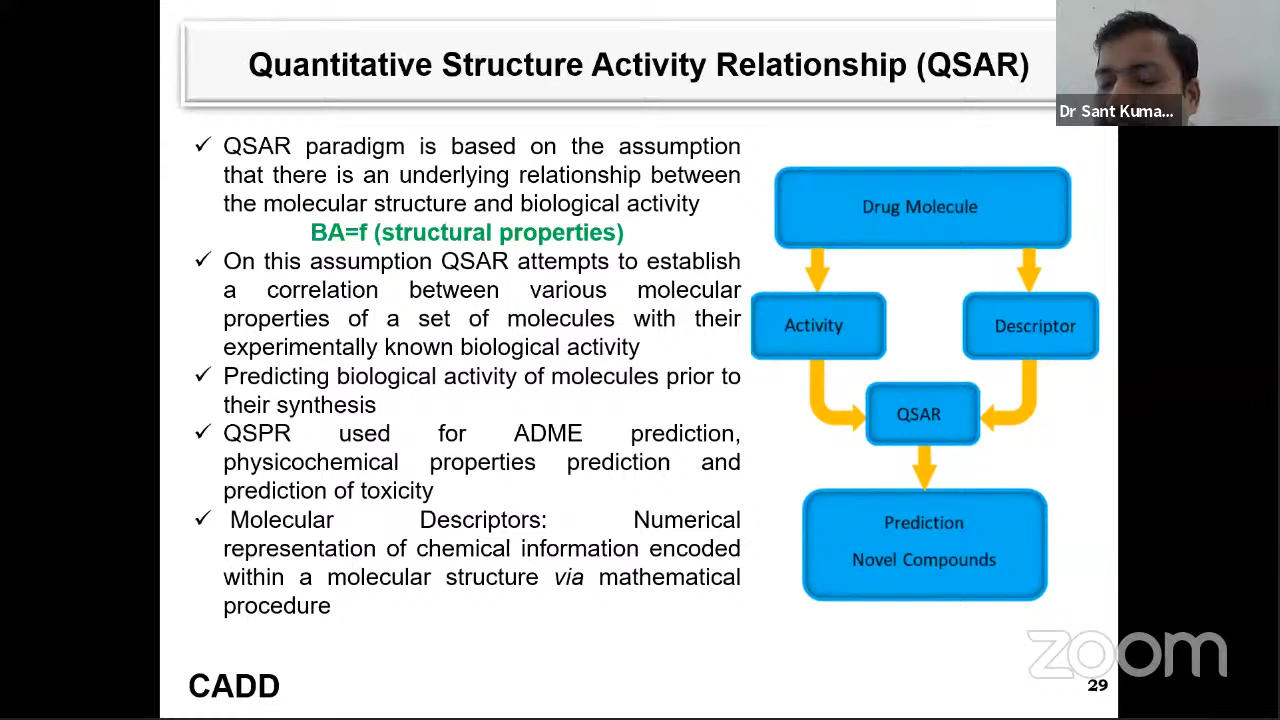 Quantitative Structure Activity Relationship (QSAR)
Dr Sant Kuma...
✓ QSAR paradigm is based on the assumption
that there is an underlying relationship between
the molecular structure and biological activity
BA=f (structural properties)
✓ On this assumption QSAR attempts to establish
a correlation between various molecular
properties of a set of molecules with their
experimentally known biological activity
✓ Predicting biological activity of molecules prior to
their synthesis
✓ QSPR used for ADME prediction,
physicochemical properties prediction and
prediction of toxicity
✓ Molecular Descriptors: Numerical
representation of chemical information encoded
within a molecular structure via mathematical
procedure
Drug Molecule
Activity
Descriptor
QSAR
Prediction
Novel Compounds
zoom
CADD
29